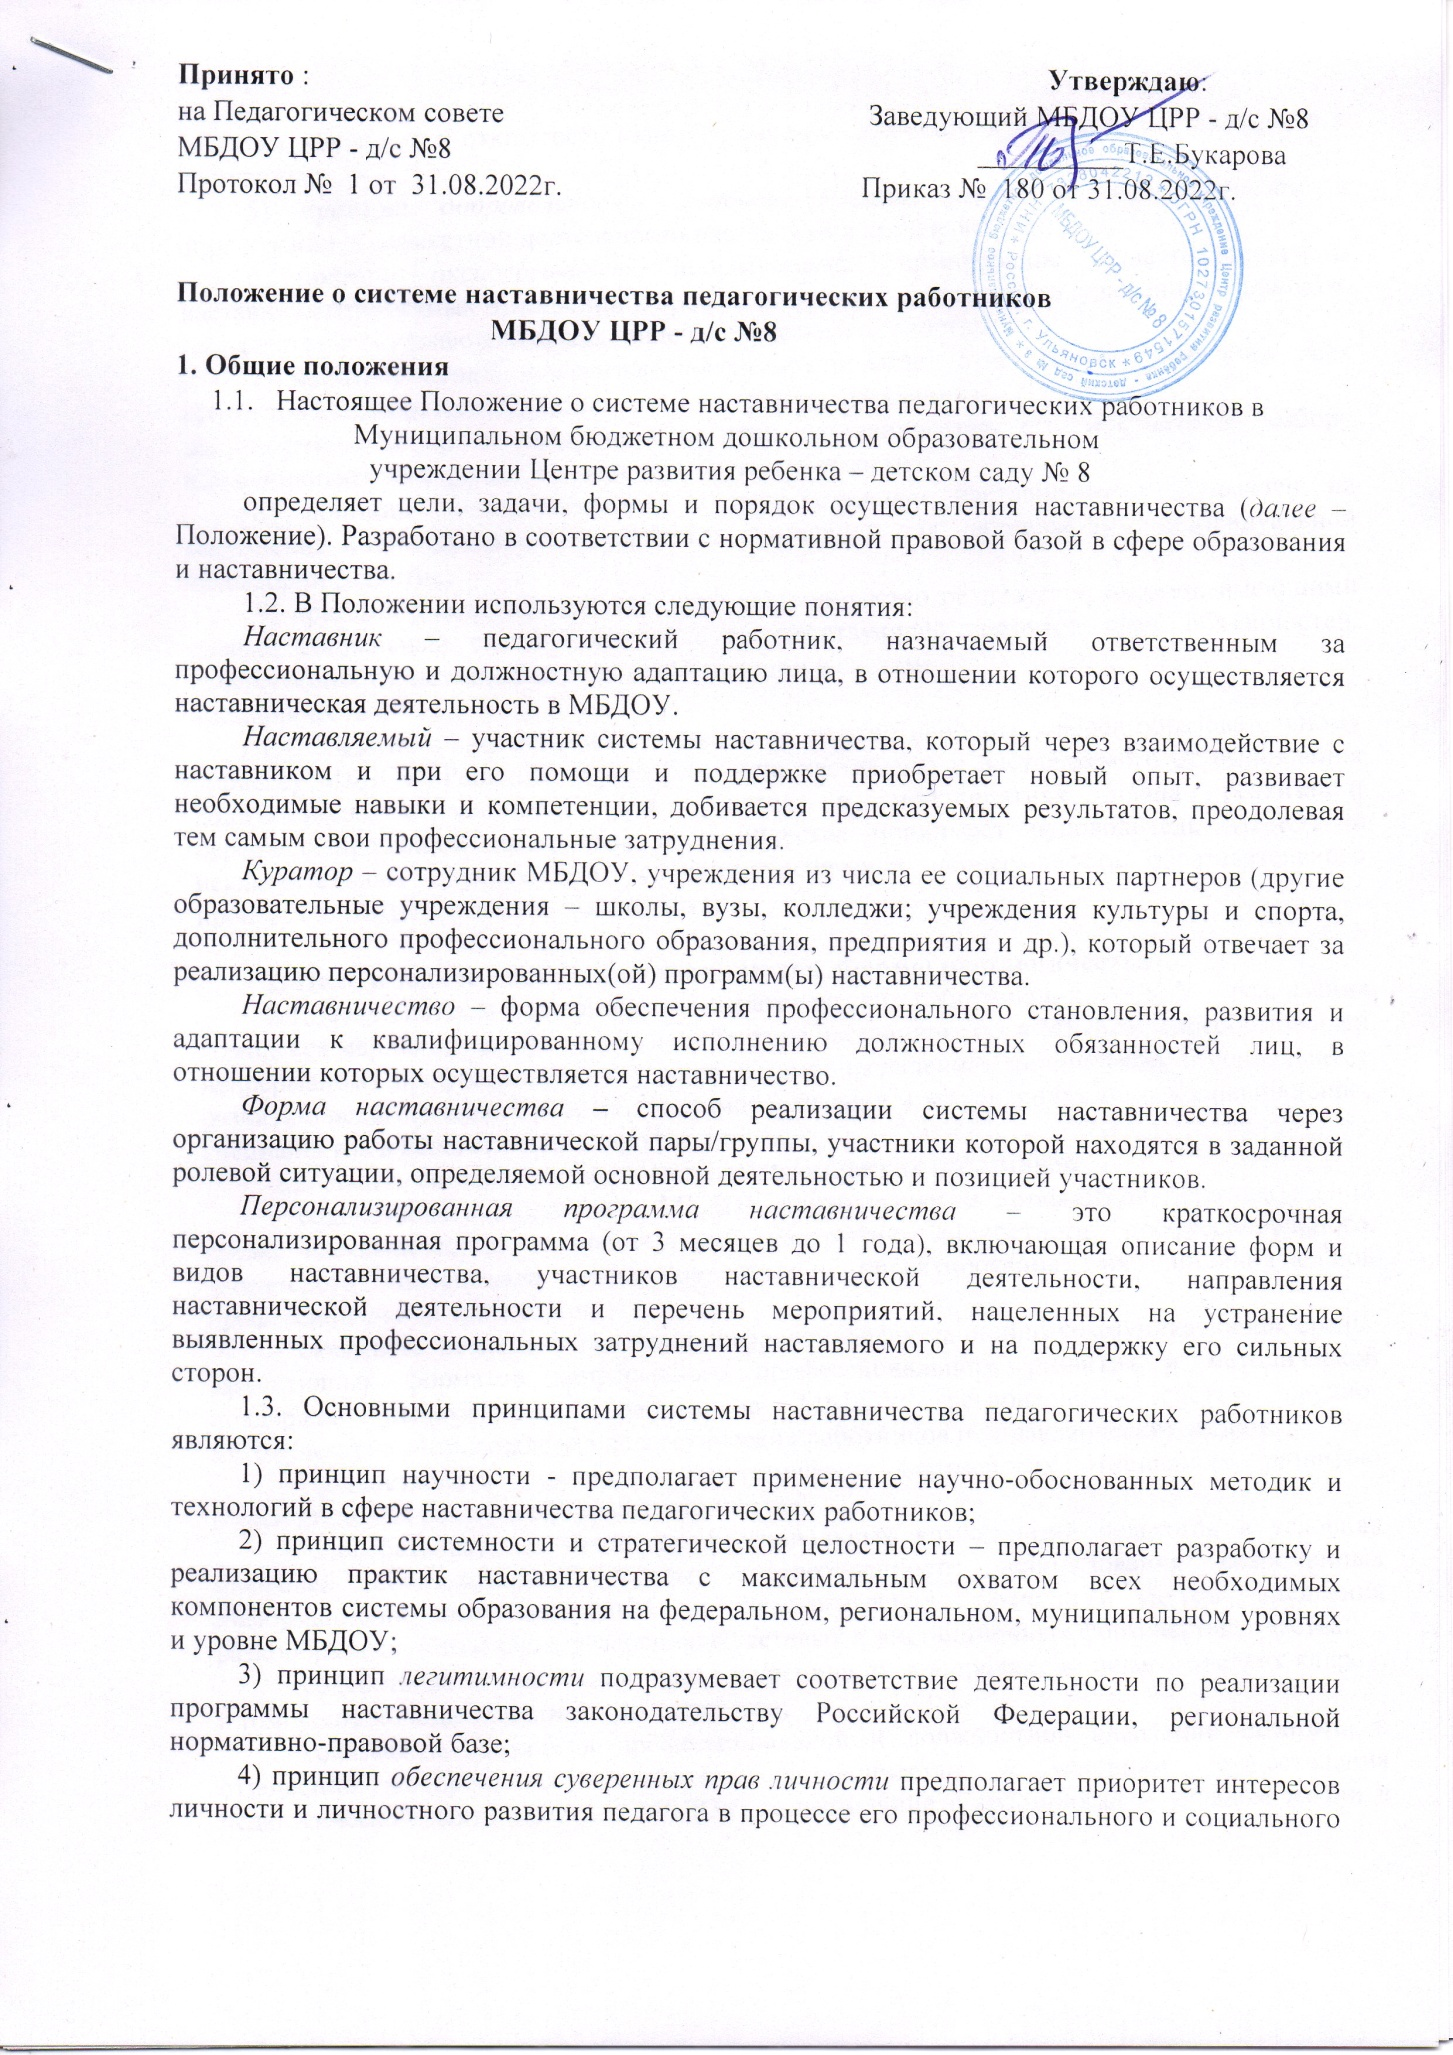 Принято :
на Педагогическом совете
МБДОУ ЦРР - д/с №8
Протокол № 1 от 31.08.2022г.
Утверждаю:
Заведующий МБДОУ ЦРР - д/с №8
Т.Е.Букарова
Приказ № 180 от 31.08.2022г.
МБДОУ ЦРР - д/с № 8
Положение о системе наставничества педагогических работников
МБДОУ ЦРР - д/с №8
1. Общие положения
1.1. Настоящее Положение о системе наставничества педагогических работников в
Муниципальном бюджетном дошкольном образовательном
учреждении Центре развития ребенка – детском саду № 8
определяет цели, задачи, формы и порядок осуществления наставничества (далее –
Положение). Разработано в соответствии с нормативной правовой базой в сфере образования
и наставничества.
1.2. В Положении используются следующие понятия:
Наставник – педагогический работник, назначаемый ответственным за
профессиональную и должностную адаптацию лица, в отношении которого осуществляется
наставническая деятельность в МБДОУ.
Наставляемый – участник системы наставничества, который через взаимодействие с
наставником и при его помощи и поддержке приобретает новый опыт, развивает
необходимые навыки и компетенции, добивается предсказуемых результатов, преодолевая
тем самым свои профессиональные затруднения.
Куратор – сотрудник МБДОУ, учреждения из числа ее социальных партнеров (другие
образовательные учреждения – школы, вузы, колледжи; учреждения культуры и спорта,
дополнительного профессионального образования, предприятия и др.), который отвечает за
реализацию персонализированных(ой) программ(ы) наставничества.
Наставничество – форма обеспечения профессионального становления, развития и
адаптации к квалифицированному исполнению должностных обязанностей лиц, в
отношении которых осуществляется наставничество.
Форма наставничества – способ реализации системы наставничества через
организацию работы наставнической пары/группы, участники которой находятся в заданной
ролевой ситуации, определяемой основной деятельностью и позицией участников.
Персонализированная программа наставничества – это краткосрочная
персонализированная программа (от 3 месяцев до 1 года), включающая описание форм и
видов наставничества, участников наставнической деятельности, направления
наставнической деятельности и перечень мероприятий, нацеленных на устранение
выявленных профессиональных затруднений наставляемого и на поддержку его сильных
сторон.
1.3. Основными принципами системы наставничества педагогических работников
являются:
1) принцип научности - предполагает применение научно-обоснованных методик и
технологий в сфере наставничества педагогических работников;
2) принцип системности и стратегической целостности – предполагает разработку и
реализацию практик наставничества с максимальным охватом всех необходимых
компонентов системы образования на федеральном, региональном, муниципальном уровнях
и уровне МБДОУ;
3) принцип легитимности подразумевает соответствие деятельности по реализации
программы наставничества законодательству Российской Федерации, региональной
нормативно-правовой базе;
4) принцип обеспечения суверенных прав личности предполагает приоритет интересов
личности и личностного развития педагога в процессе его профессионального и социального